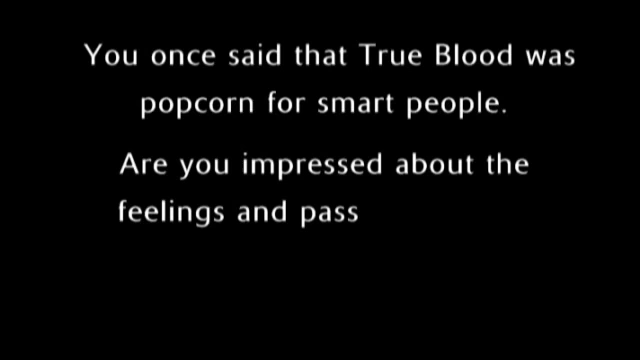 You once said that True Blood was
popcorn for smart people.
Are you impressed about the
feelings and pass